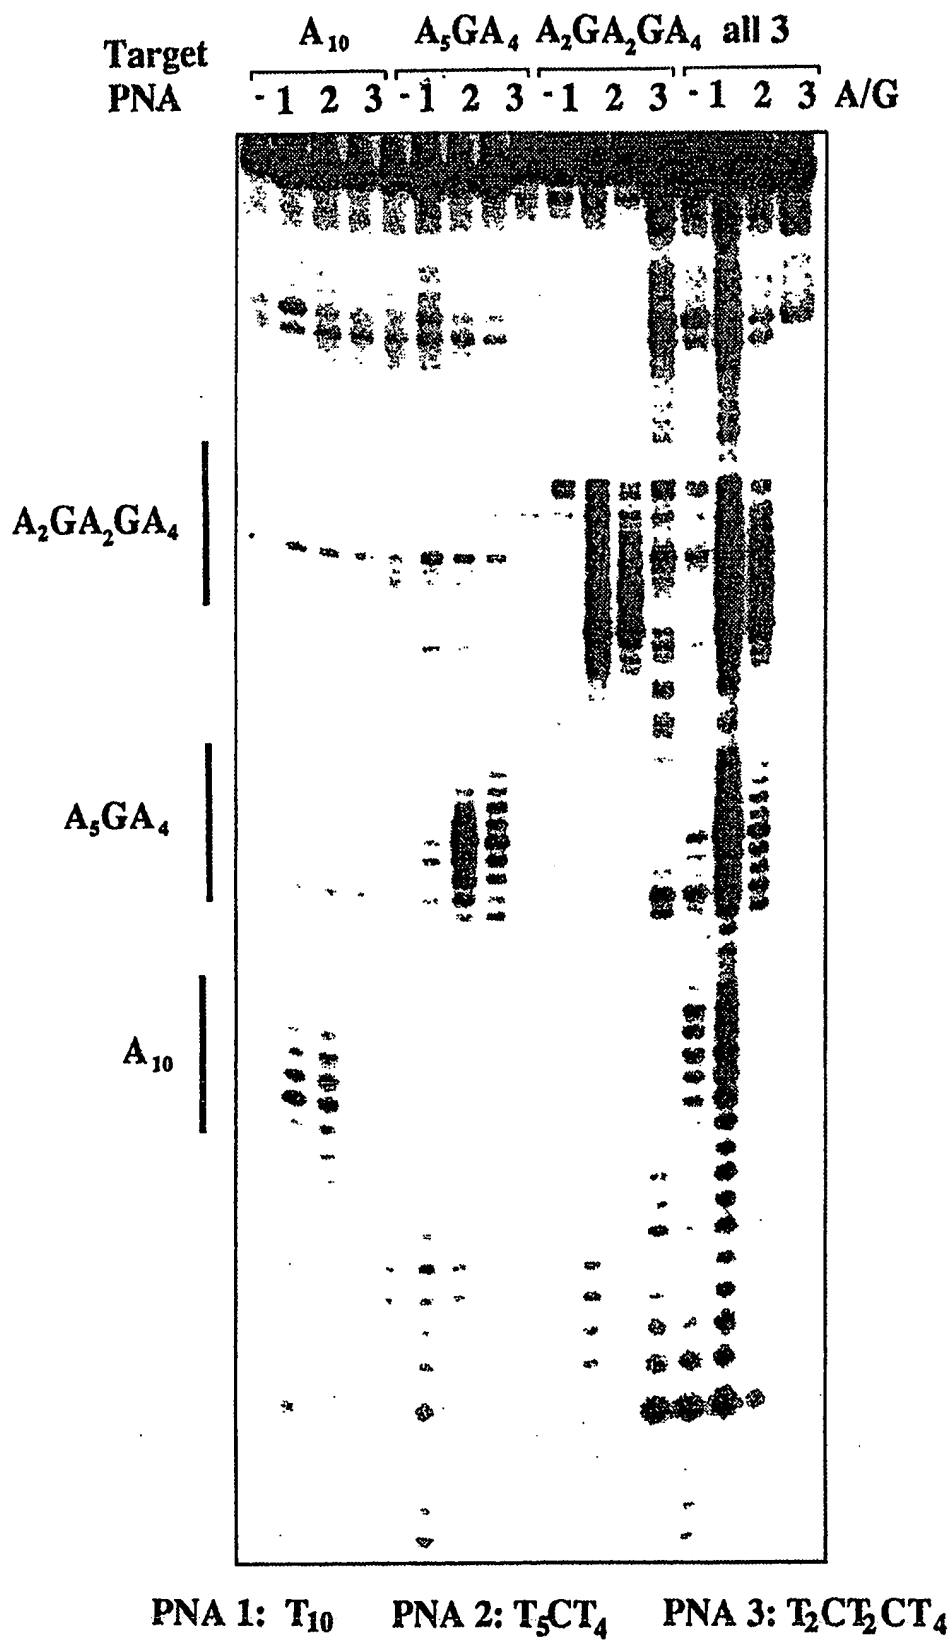 A₁₀ A₅GA₄ A₂GA₂GA₄ all 3
Target
PNA - 1 2 3 - 1 2 3 - 1 2 3 - 1 2 3 A/G
A₂GA₂GA₄
A₅GA₄
A₁₀
PNA 1: T₁₀ PNA 2: T₅CT₄ PNA 3: T₂CT₂CT₄